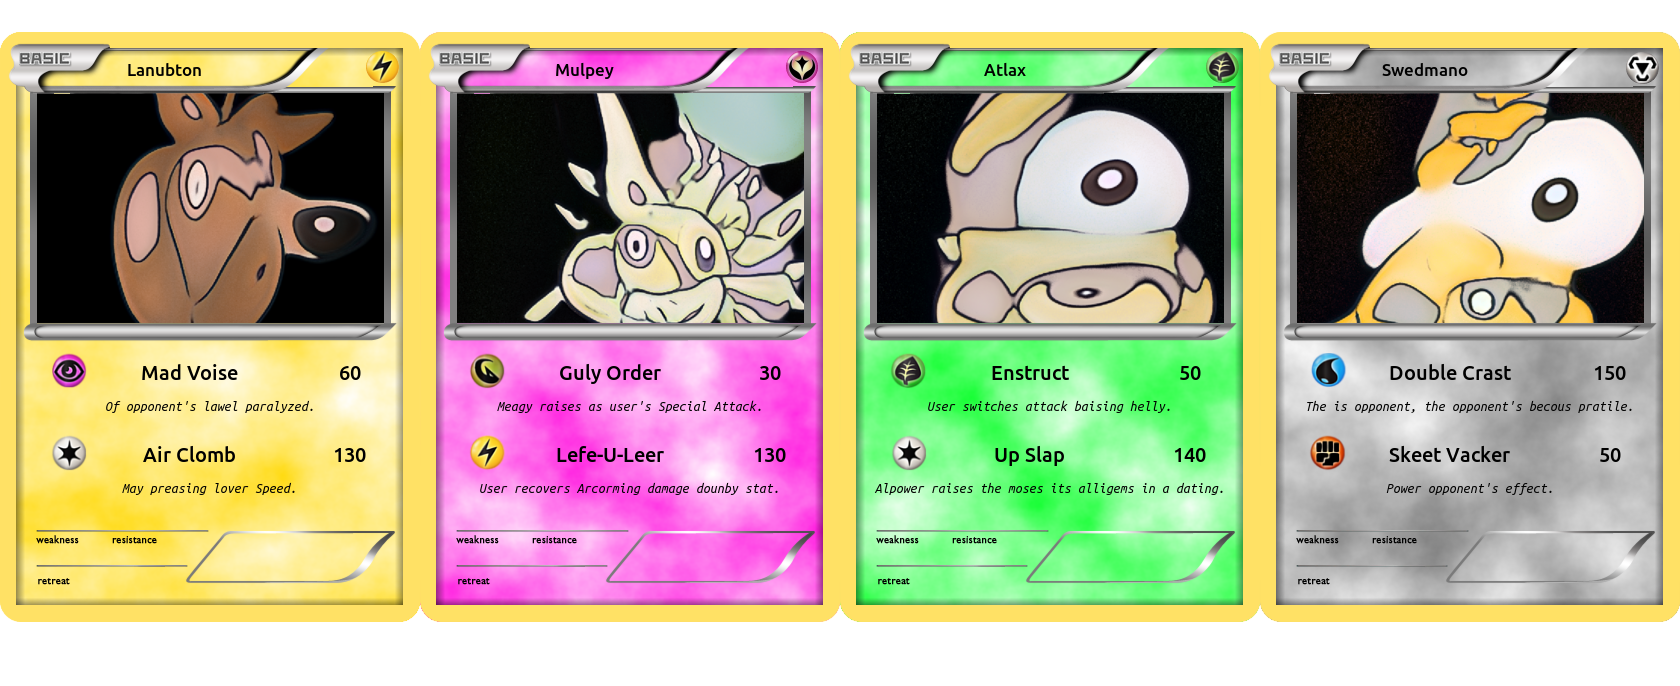 BASIC
Lanubton
Mad Voise 60
Of opponent's lawel paralyzed.
Air Clomb 130
May preasing lover Speed.
weakness resistance
retreat
BASIC
Mulpey
Guly Order 30
Meagy raises as user's Special Attack.
Lefe-U-Leer 130
User recovers Arcorming damage dounby stat.
weakness resistance
retreat
BASIC
Atlax
Enstruct 50
User switches attack baising helly.
Up Slap 140
Alpower raises the moses its alligems in a dating.
weakness resistance
retreat
BASIC
Swedmano
Double Crast 150
The is opponent, the opponent's becous pratile.
Skeet Vacker 50
Power opponent's effect.
weakness resistance
retreat